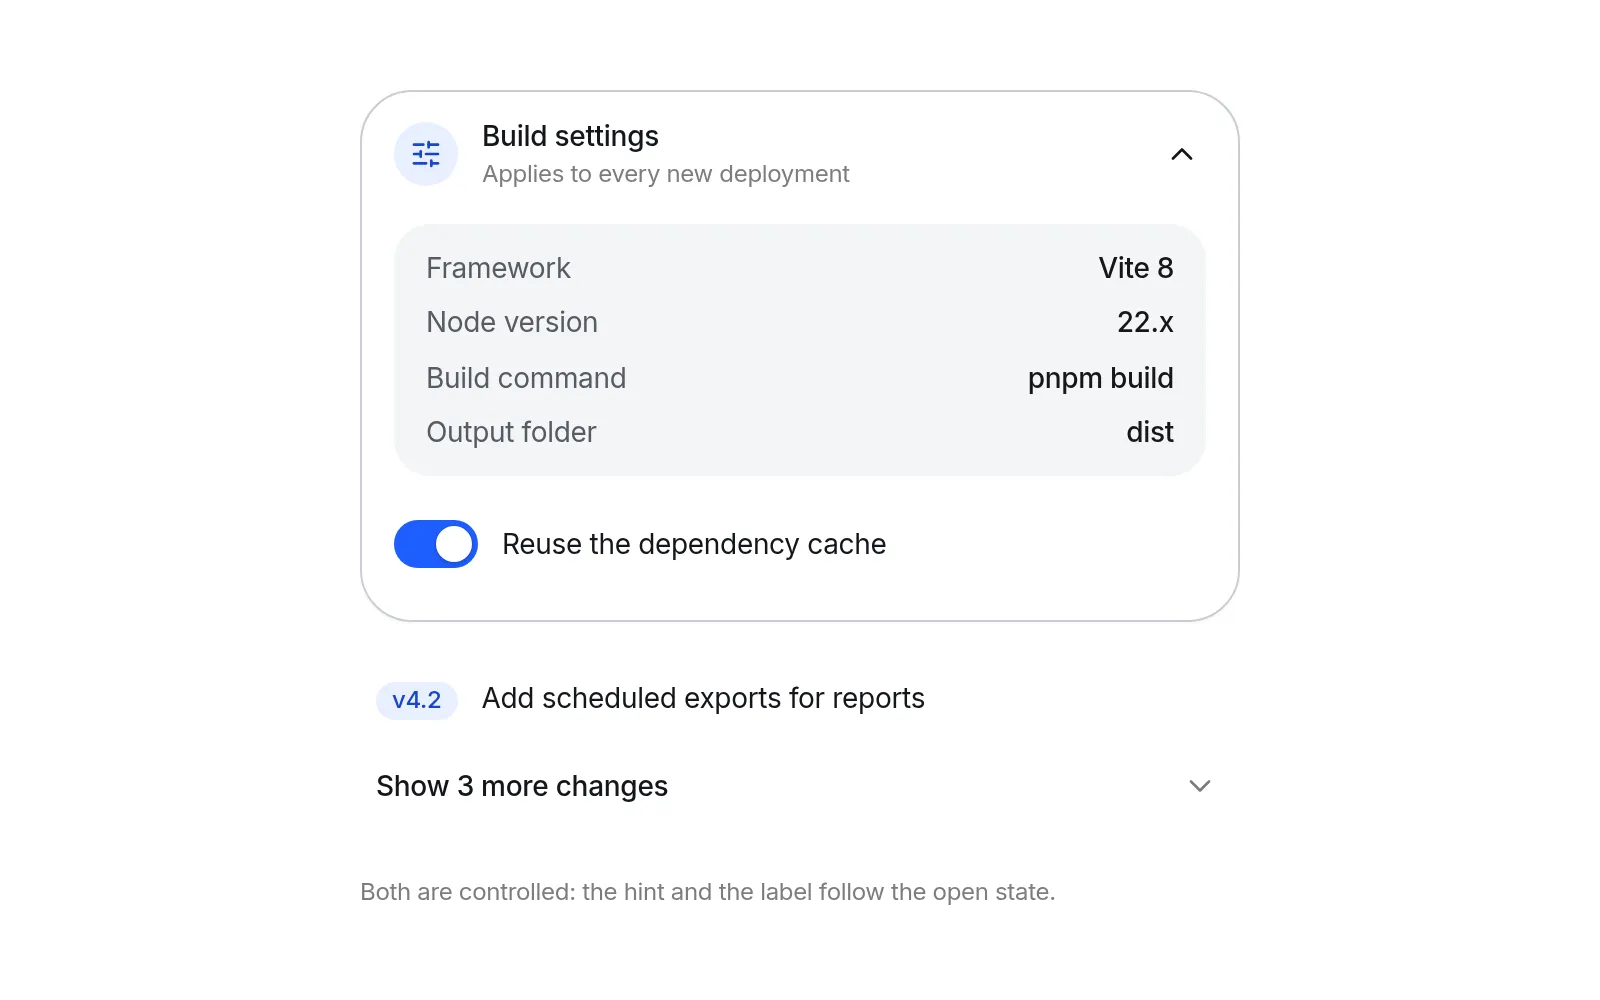 Build settings
Applies to every new deployment
Framework Vite 8
Node version 22.x
Build command pnpm build
Output folder dist
Reuse the dependency cache
v4.2 Add scheduled exports for reports
Show 3 more changes
Both are controlled: the hint and the label follow the open state.